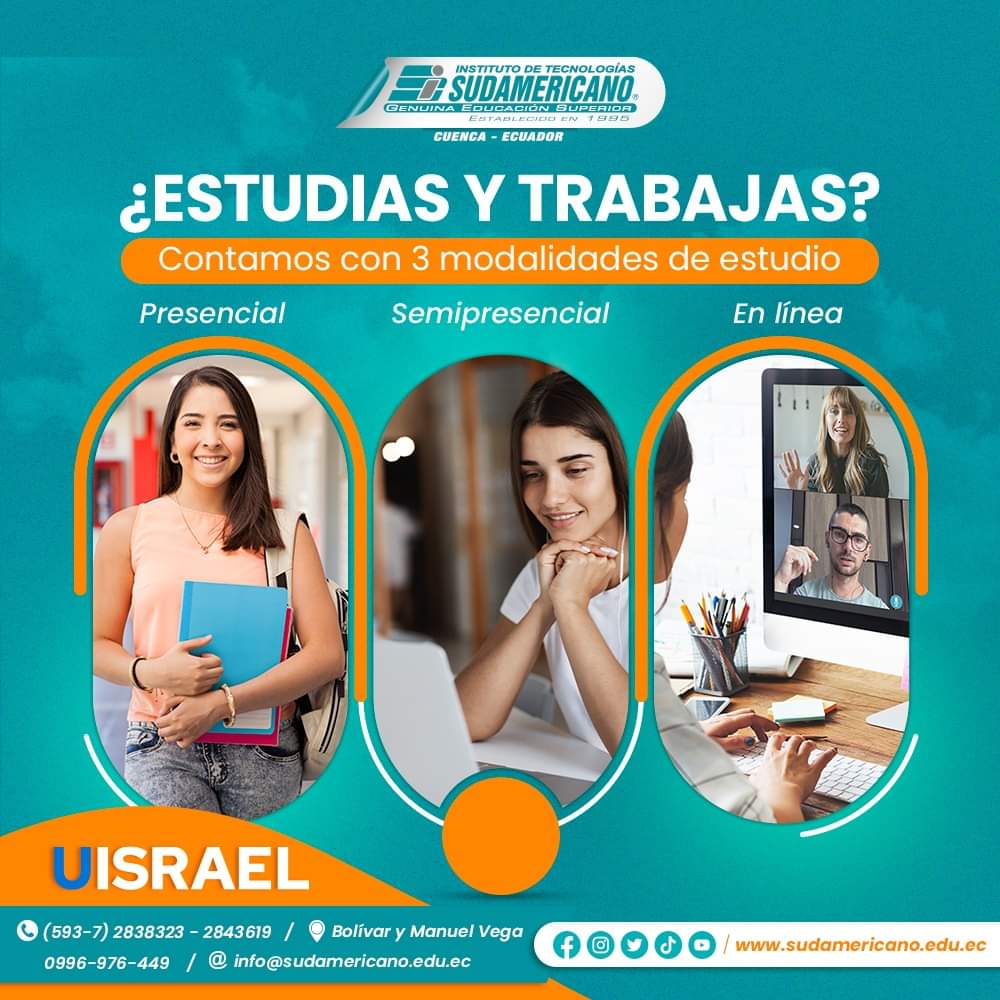 INSTITUTO DE TECNOLOGÍAS
SUDAMERICANO®
GENUINA EDUCACIÓN SUPERIOR
ESTABLECIDO EN 1995
CUENCA - ECUADOR
¿ESTUDIAS Y TRABAJAS?
Contamos con 3 modalidades de estudio
Presencial Semipresencial En línea
UISRAEL
(593-7) 2838323 - 2843619 / Bolívar y Manuel Vega
0996-976-449 / @ info@sudamericano.edu.ec
/ www.sudamericano.edu.ec